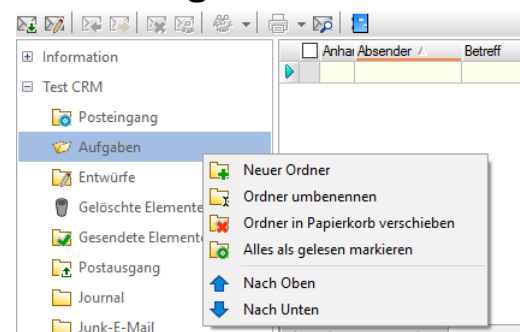 Anhai Absender Betreff
Information
Test CRM
Posteingang
Aufgaben
Entwürfe
Gelöschte Elemente
Gesendete Element
Postausgang
Journal
Junk-E-Mail
Neuer Ordner
Ordner umbenennen
Ordner in Papierkorb verschieben
Alles als gelesen markieren
Nach Oben
Nach Unten